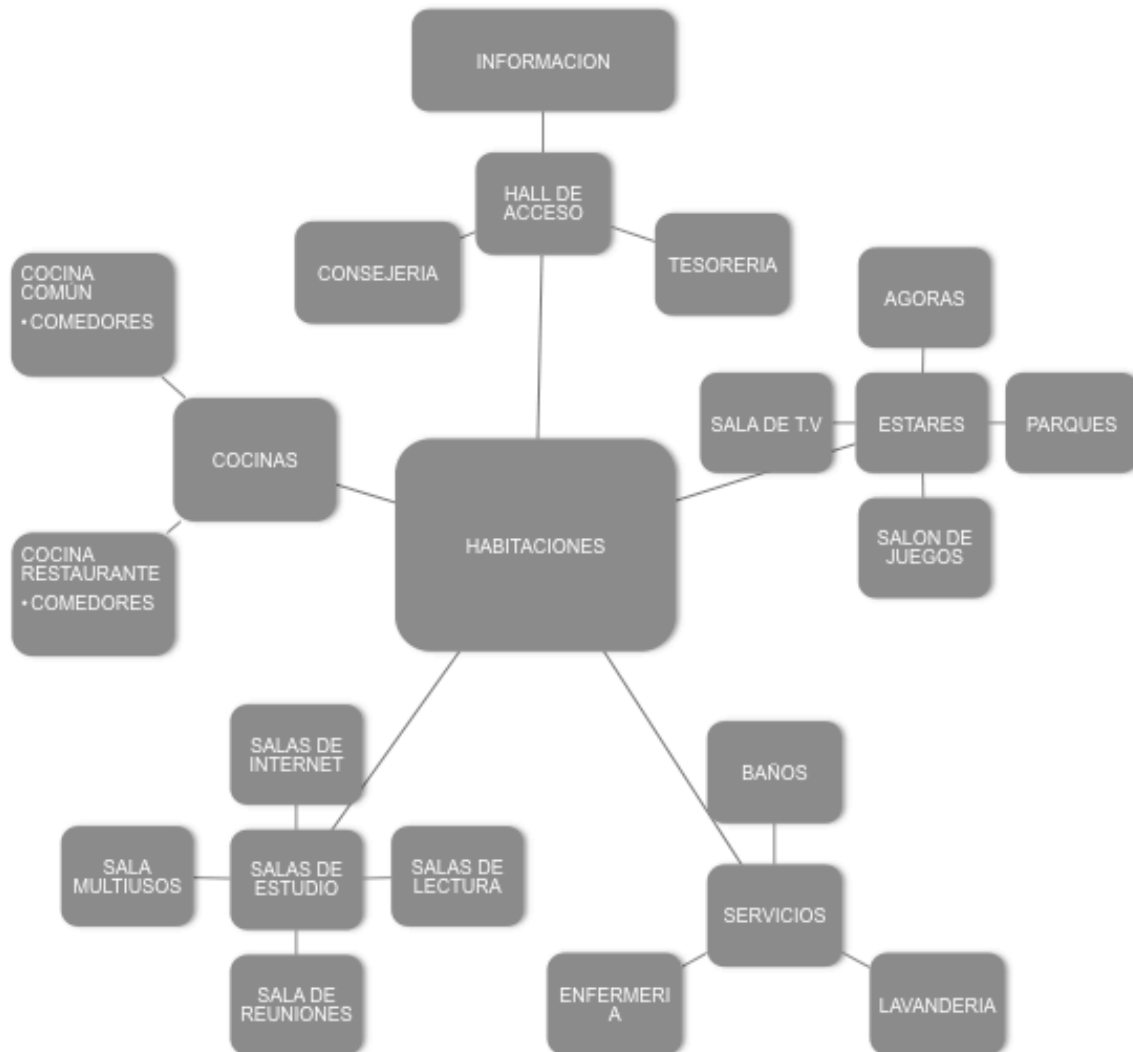 INFORMACION
HALL DE
ACCESO
CONSEJERIA
TESORERIA
COCINA
COMÚN
• COMEDORES
AGORAS
SALA DE T.V
ESTARES
PARQUES
COCINAS
SALON DE
JUEGOS
HABITACIONES
COCINA
RESTAURANTE
• COMEDORES
SALAS DE
INTERNET
BAÑOS
SALA
MULTIUSOS
SALAS DE
ESTUDIO
SALAS DE
LECTURA
SERVICIOS
SALA DE
REUNIONES
ENFERMERI
A
LAVANDERIA